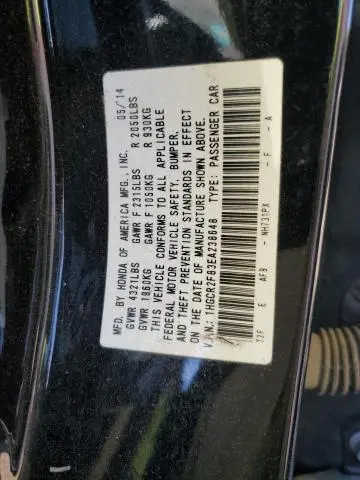 MFD. BY HONDA OF AMERICA MFG., INC. 05/14
GVWR 4321LBS GAWR F 2315LBS R 2050LBS
GVWR 1960KG GAWR F 1050KG R 930KG
THIS VEHICLE CONFORMS TO ALL APPLICABLE
FEDERAL MOTOR VEHICLE SAFETY, BUMPER,
AND THEFT PREVENTION STANDARDS IN EFFECT
ON THE DATE OF MANUFACTURE SHOWN ABOVE.
V.I.N.: 1HGCR2F83EA238648 TYPE: PASSENGER CAR
T2F E AF9 - NH731PX - F - A